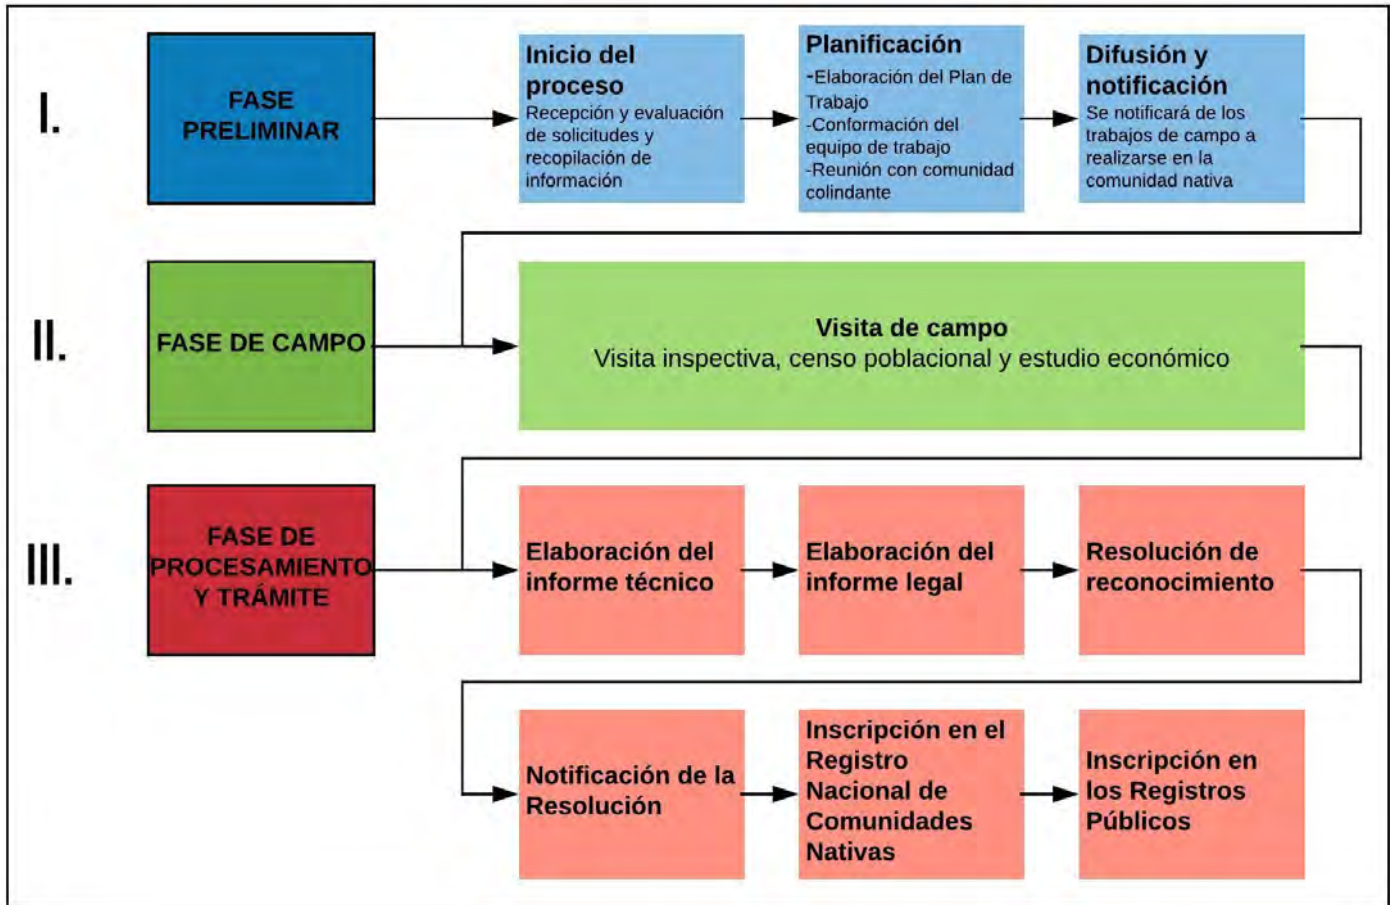 I.
FASE
PRELIMINAR
Inicio del
proceso
Recepción y evaluación
de solicitudes y
recopilación de
información
Planificación
-Elaboración del Plan de
Trabajo
-Conformación del
equipo de trabajo
-Reunión con comunidad
colindante
Difusión y
notificación
Se notificará de los
trabajos de campo a
realizarse en la
comunidad nativa
II.
FASE DE CAMPO
Visita de campo
Visita inspectiva, censo poblacional y estudio económico
III.
FASE DE
PROCESAMIENTO
Y TRÁMITE
Elaboración del
informe técnico
Elaboración del
informe legal
Resolución de
reconocimiento
Notificación de la
Resolución
Inscripción en el
Registro
Nacional de
Comunidades
Nativas
Inscripción en
los Registros
Públicos